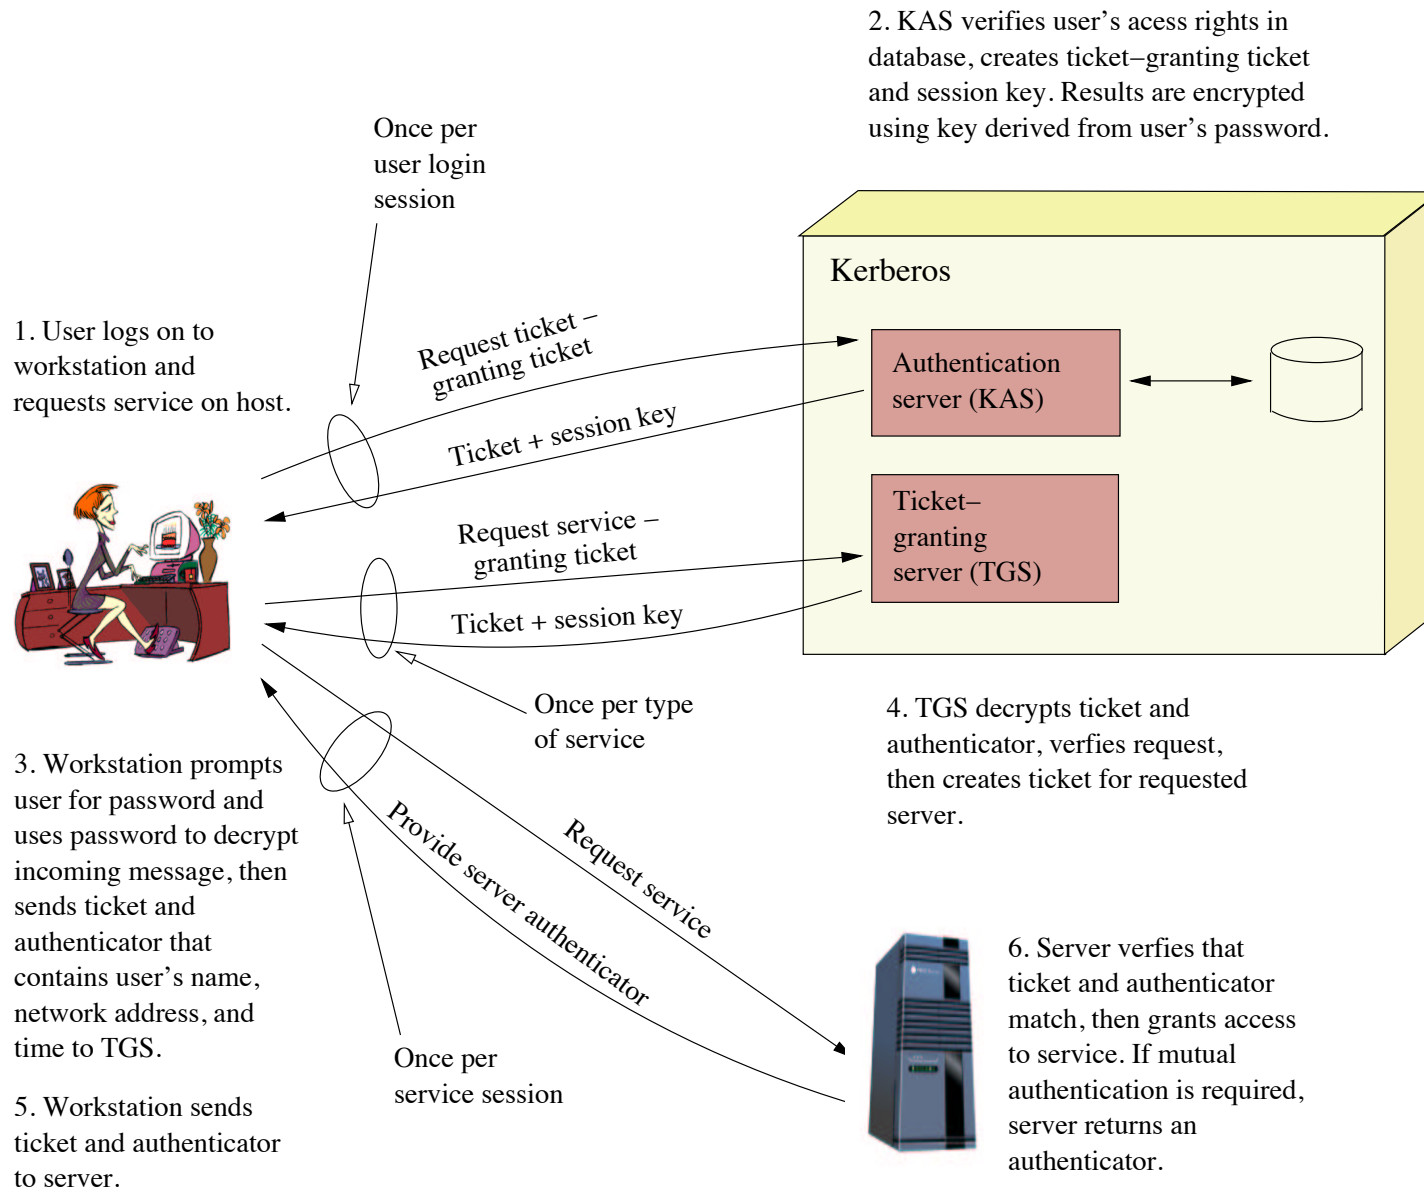 2. KAS verifies user’s acess rights in
database, creates ticket–granting ticket
and session key. Results are encrypted
using key derived from user’s password.
Once per
user login
session
Kerberos
1. User logs on to
workstation and
requests service on host.
Request ticket –
granting ticket
Authentication
server (KAS)
Ticket + session key
Request service –
granting ticket
Ticket–
granting
server (TGS)
Ticket + session key
Once per type
of service
4. TGS decrypts ticket and
authenticator, verfies request,
then creates ticket for requested
server.
3. Workstation prompts
user for password and
uses password to decrypt
incoming message, then
sends ticket and
authenticator that
contains user’s name,
network address, and
time to TGS.
Request service
Provide server authenticator
Once per
service session
5. Workstation sends
ticket and authenticator
to server.
6. Server verfies that
ticket and authenticator
match, then grants access
to service. If mutual
authentication is required,
server returns an
authenticator.